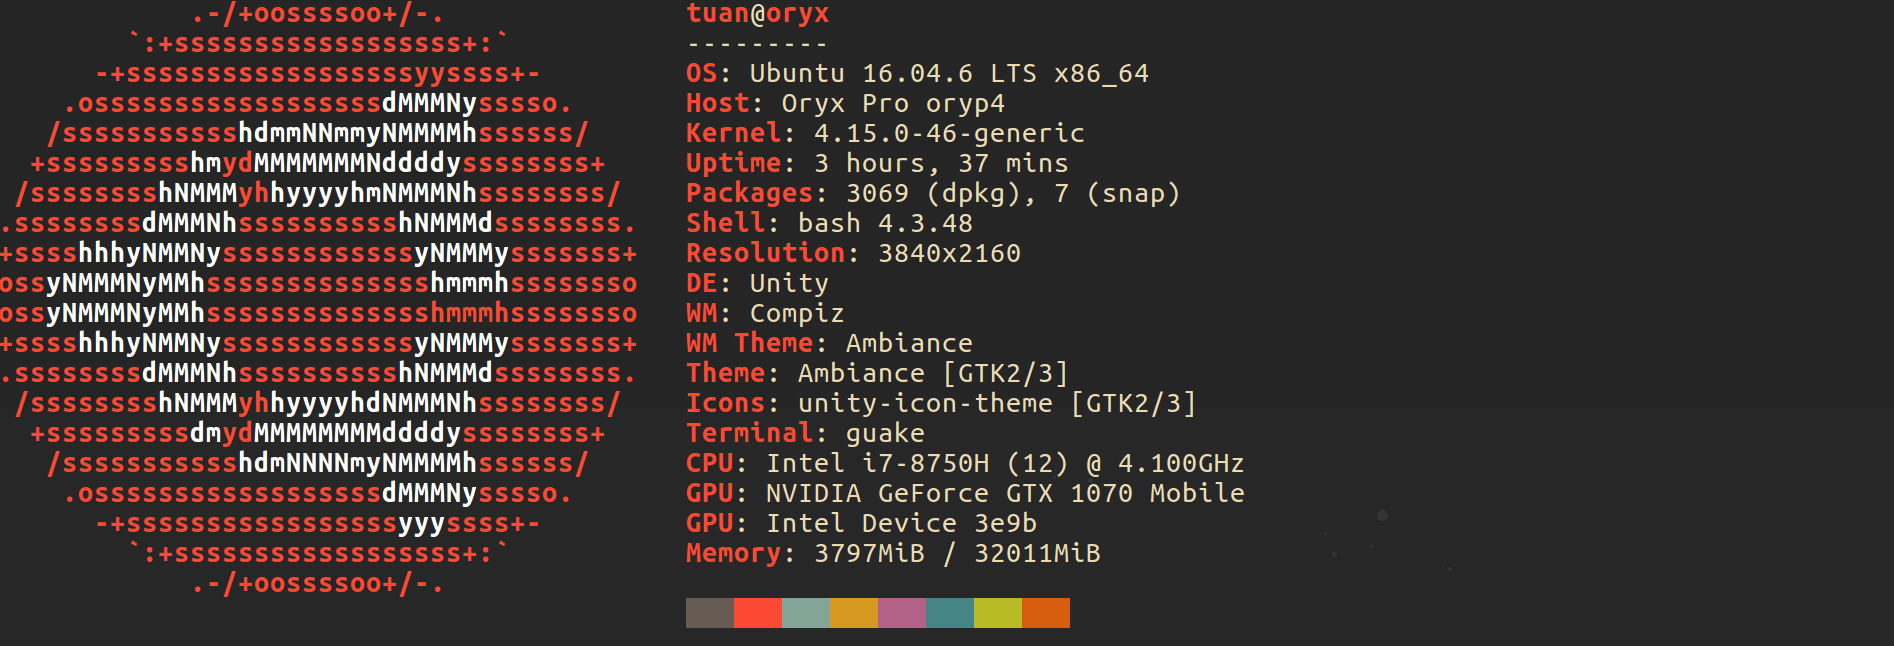 .-/+oossssoo+/-.
`:+ssssssssssssssssss+:`
-+ssssssssssssssssssyyssss+-
.ossssssssssssssssssdMMMNysssso.
/ssssssssssshdmmNNmmyNMMMMhssssss/
+ssssssssshmydMMMMMMMNddddyssssssss+
/sssssssshNMMMyhhyyyyhmNMMMNhssssssss/
.ssssssssdMMMNhsssssssssshNMMMdssssssss.
+sssshhhyNMMNyssssssssssssyNMMMysssssss+
ossyNMMMNyMMhsssssssssssssshmmmhssssssso
ossyNMMMNyMMhsssssssssssssshmmmhssssssso
+sssshhhyNMMNyssssssssssssyNMMMysssssss+
.ssssssssdMMMNhsssssssssshNMMMdssssssss.
/sssssssshNMMMyhhyyyyhdNMMMNhssssssss/
+sssssssssdmydMMMMMMMMddddyssssssss+
/ssssssssssshdmNNNNmyNMMMMhssssss/
.ossssssssssssssssssdMMMNysssso.
-+sssssssssssssssssyyyssss+-
`:+ssssssssssssssssss+:`
.-/+oossssoo+/-.
tuan@oryx
---------
OS: Ubuntu 16.04.6 LTS x86_64
Host: Oryx Pro oryp4
Kernel: 4.15.0-46-generic
Uptime: 3 hours, 37 mins
Packages: 3069 (dpkg), 7 (snap)
Shell: bash 4.3.48
Resolution: 3840x2160
DE: Unity
WM: Compiz
WM Theme: Ambiance
Theme: Ambiance [GTK2/3]
Icons: unity-icon-theme [GTK2/3]
Terminal: guake
CPU: Intel i7-8750H (12) @ 4.100GHz
GPU: NVIDIA GeForce GTX 1070 Mobile
GPU: Intel Device 3e9b
Memory: 3797MiB / 32011MiB